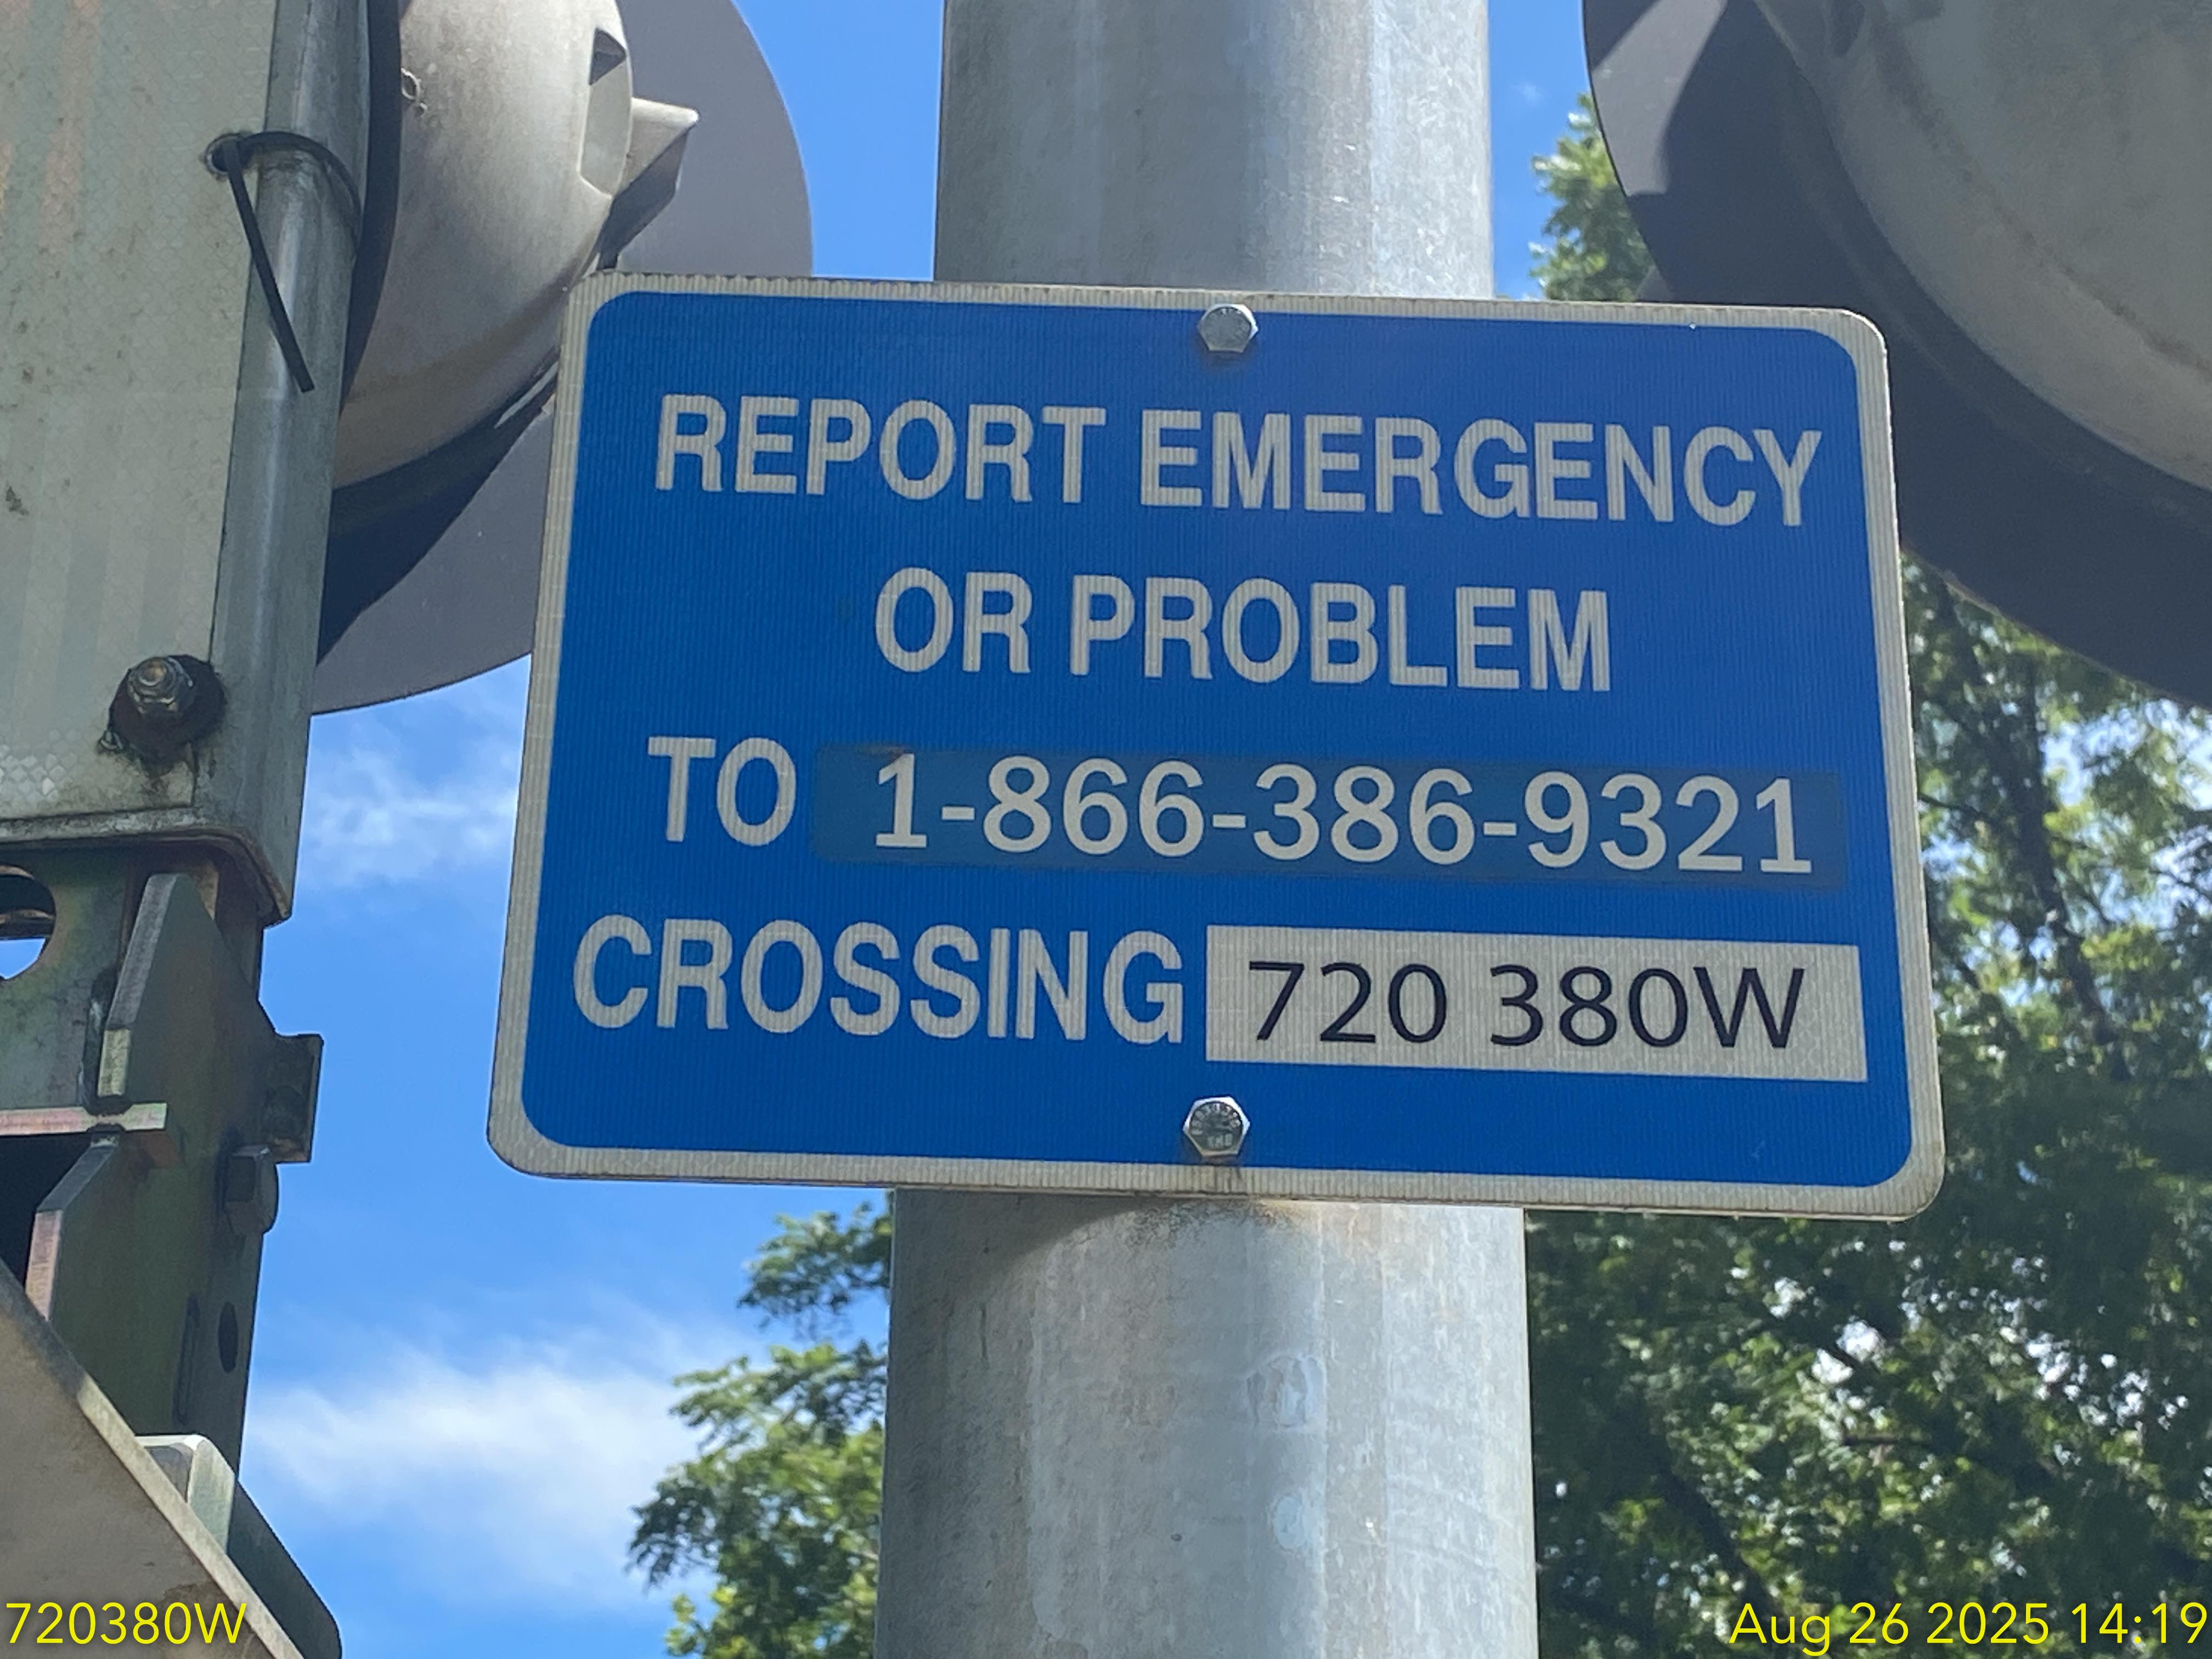 REPORT EMERGENCY
OR PROBLEM
TO 1-866-386-9321
CROSSING 720 380W
720380W
Aug 26 2025 14:19